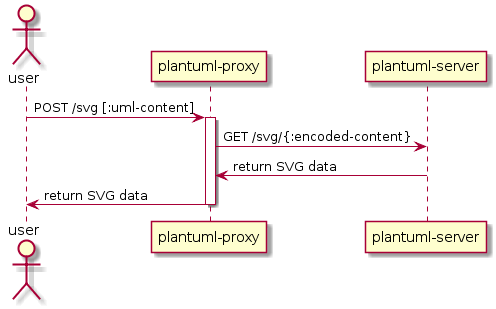 user
plantuml-proxy
plantuml-server
POST /svg [:uml-content]
GET /svg/{:encoded-content}
return SVG data
return SVG data
user
plantuml-proxy
plantuml-server